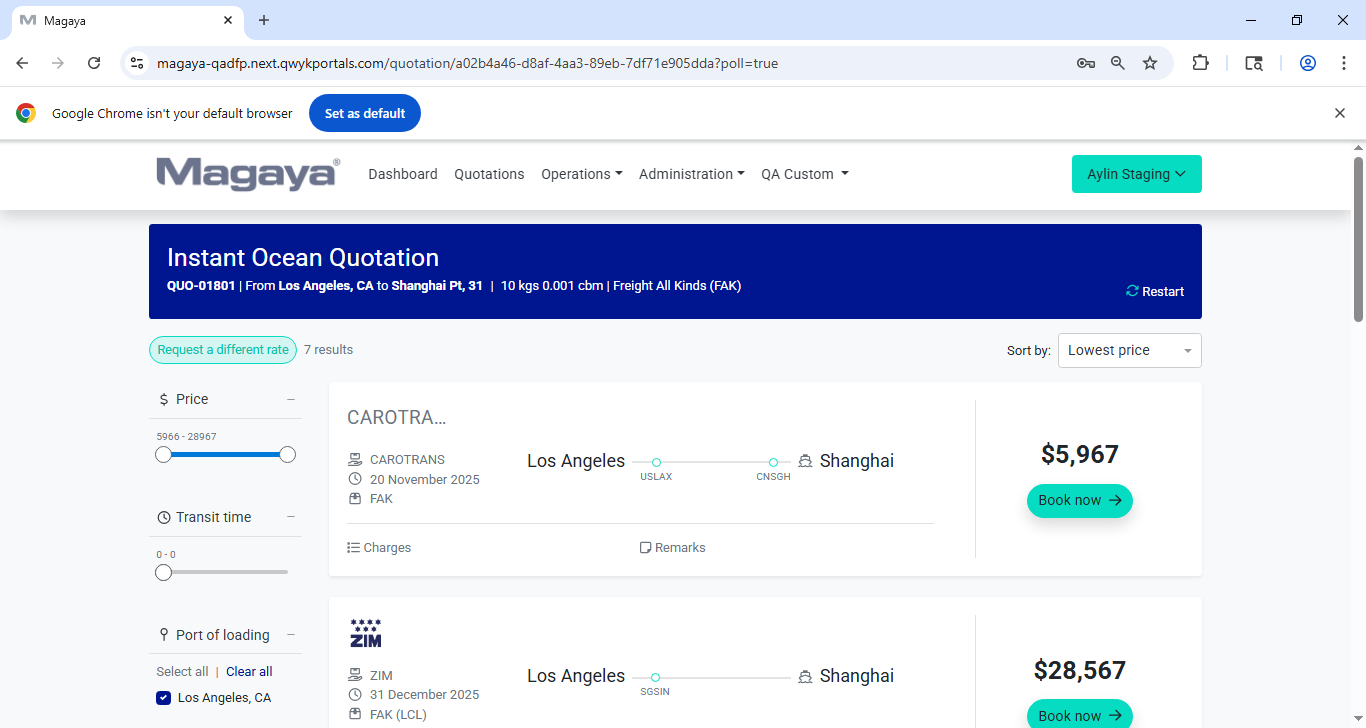 Magaya
magaya-qadfp.next.qwykportals.com/quotation/a02b4a46-d8af-4aa3-89eb-7df71e905dda?poll=true
Google Chrome isn't your default browser
Set as default
Magaya®
Dashboard
Quotations
Operations
Administration
QA Custom
Aylin Staging
Instant Ocean Quotation
QUO-01801 | From Los Angeles, CA to Shanghai Pt, 31 | 10 kgs 0.001 cbm | Freight All Kinds (FAK)
Restart
Request a different rate
7 results
Sort by:
Lowest price
Price
5966 - 28967
Transit time
0 - 0
Port of loading
Select all | Clear all
Los Angeles, CA
CAROTRA...
CAROTRANS
20 November 2025
FAK
Los Angeles
USLAX
CNSGH
Shanghai
Charges
Remarks
$5,967
Book now
ZIM
ZIM
31 December 2025
FAK (LCL)
Los Angeles
SGSIN
Shanghai
$28,567
Book now